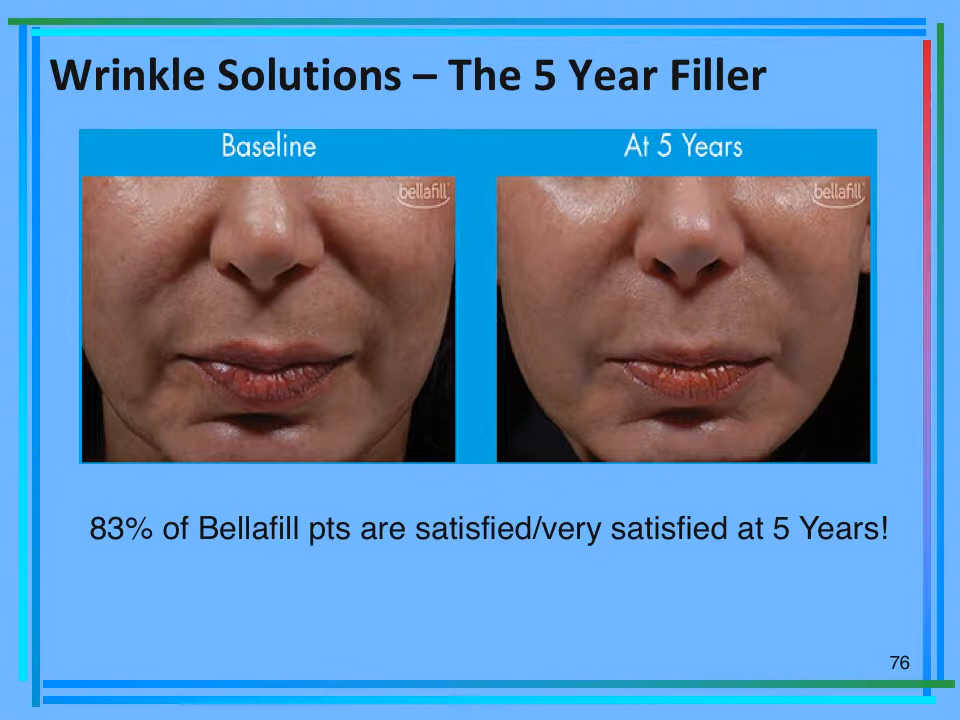 Wrinkle Solutions – The 5 Year Filler
Baseline
At 5 Years
bellafill
bellafill
83% of Bellafill pts are satisfied/very satisfied at 5 Years!
76